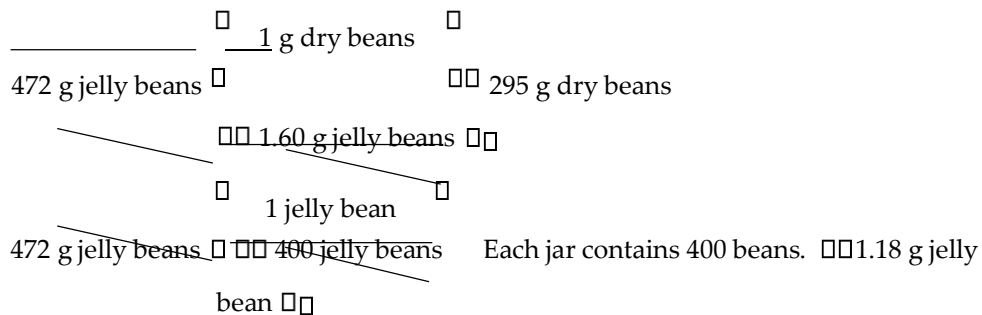 1 g dry beans
472 g jelly beans 295 g dry beans
1.60 g jelly beans
1 jelly bean
472 g jelly beans 400 jelly beans Each jar contains 400 beans. 1.18 g jelly
bean